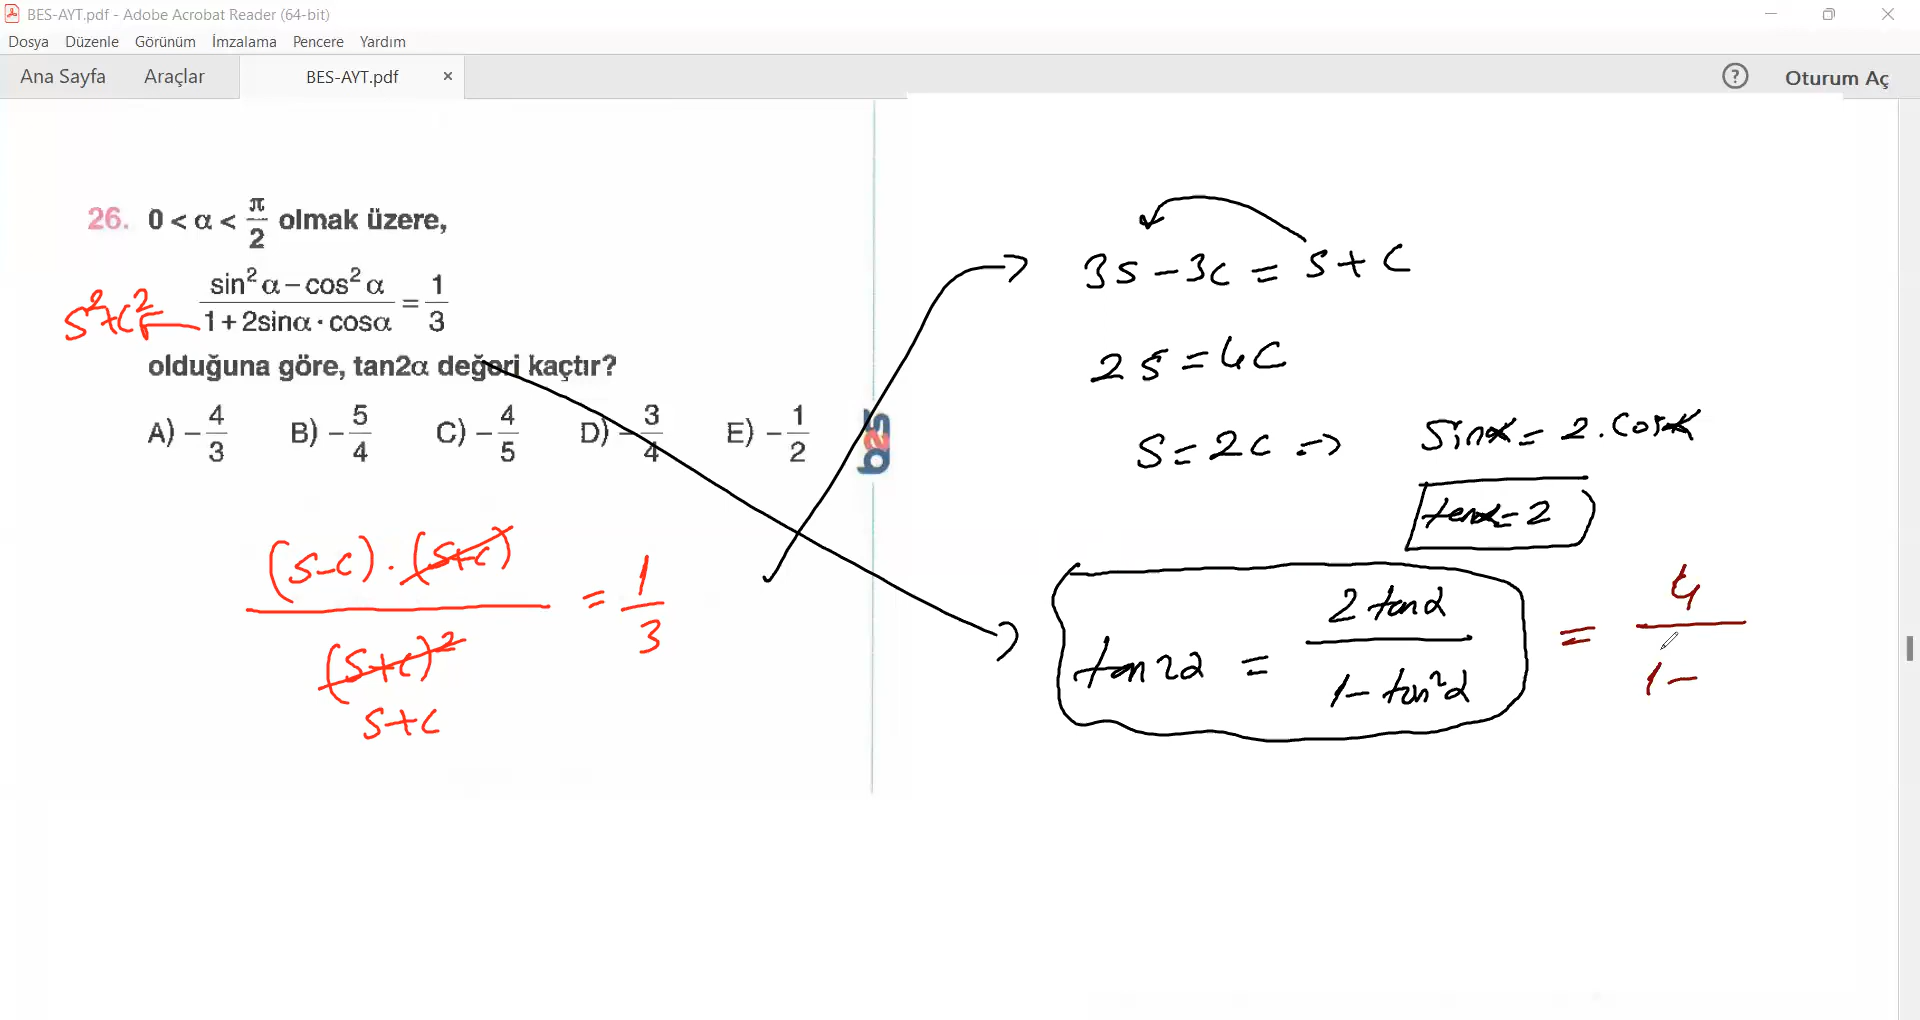 BES-AYT.pdf - Adobe Acrobat Reader (64-bit)
Dosya Düzenle Görünüm İmzalama Pencere Yardım
Ana Sayfa Araçlar BES-AYT.pdf × ? Oturum Aç
26. 0 < α < π/2 olmak üzere,
s²+c²
(sin² α – cos² α)/(1 + 2sinα · cosα) = 1/3
olduğuna göre, tan2α değeri kaçtır?
A) –4/3 B) –5/4 C) –4/5 D) –3/4 E) –1/2
bes
(s-c).(s+c)/(s+c)² = 1/3
s+c
3s-3c = s+c
2s=4c
s=2c => sinα=2.cosα
tanα=2
tan2α = 2tanα/(1-tan²α) = 4/(1-